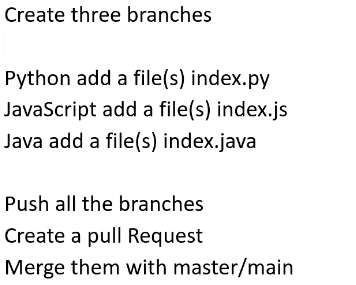 Create three branches
Python add a file(s) index.py
JavaScript add a file(s) index.js
Java add a file(s) index.java
Push all the branches
Create a pull Request
Merge them with master/main